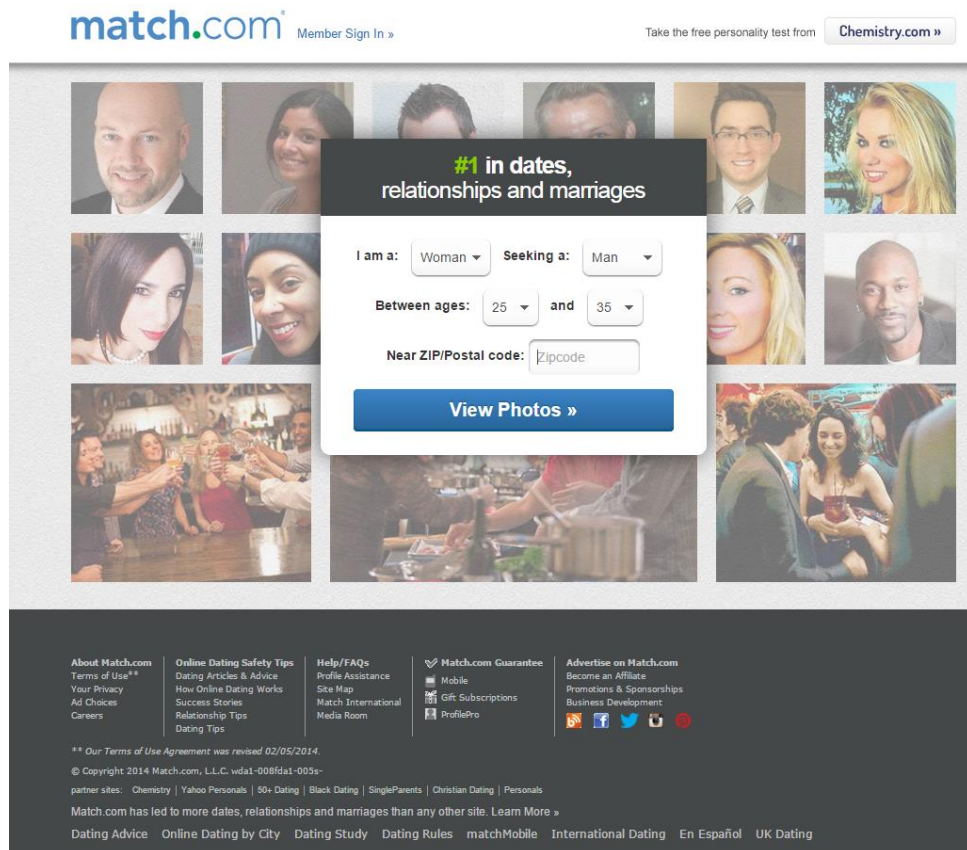 match.com Member Sign In » Take the free personality test from Chemistry.com »
#1 in dates,
relationships and marriages
I am a: Woman Seeking a: Man
Between ages: 25 and 35
Near ZIP/Postal code: Zipcode
View Photos »
About Match.com
Terms of Use**
Your Privacy
Ad Choices
Careers
Online Dating Safety Tips
Dating Articles & Advice
How Online Dating Works
Success Stories
Relationship Tips
Dating Tips
Help/FAQs
Profile Assistance
Site Map
Match International
Media Room
Match.com Guarantee
Mobile
Gift Subscriptions
ProfilePro
Advertise on Match.com
Become an Affiliate
Promotions & Sponsorships
Business Development
** Our Terms of Use Agreement was revised 02/05/2014.
© Copyright 2014 Match.com, L.L.C. wda1-008fda1-005s-
partner sites: Chemistry | Yahoo Personals | 50+ Dating | Black Dating | SingleParents | Christian Dating | Personals
Match.com has led to more dates, relationships and marriages than any other site. Learn More »
Dating Advice Online Dating by City Dating Study Dating Rules matchMobile International Dating En Español UK Dating